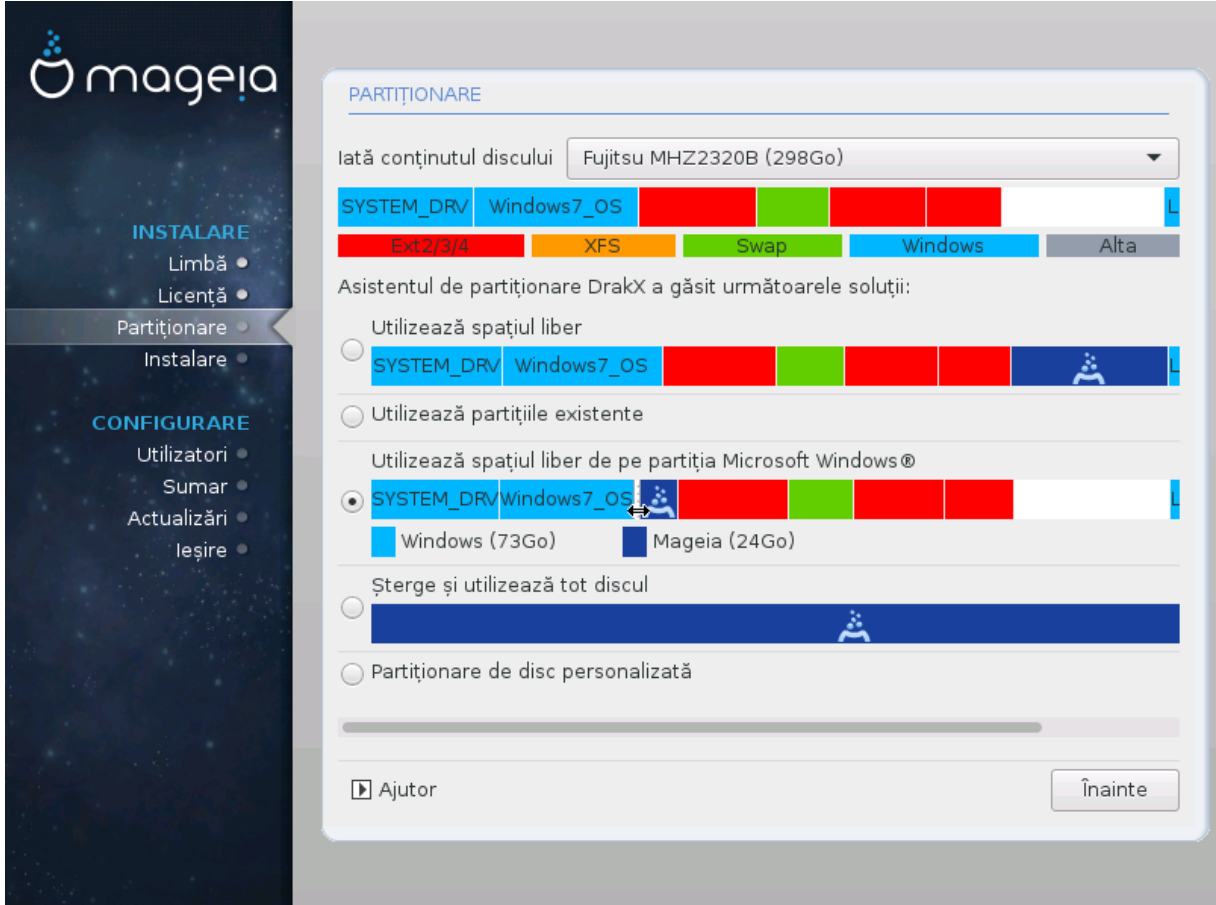 mageia
INSTALARE
Limbă
Licență
Partiționare
Instalare
CONFIGURARE
Utilizatori
Sumar
Actualizări
Ieșire
PARTIȚIONARE
Iată conținutul discului Fujitsu MHZ2320B (298Go)
SYSTEM_DRV Windows7_OS L
Ext2/3/4 XFS Swap Windows Alta
Asistentul de partiționare DrakX a găsit următoarele soluții:
Utilizează spațiul liber
SYSTEM_DRV Windows7_OS L
Utilizează partițiile existente
Utilizează spațiul liber de pe partiția Microsoft Windows®
SYSTEM_DRV Windows7_OS L
Windows (73Go) Mageia (24Go)
Șterge și utilizează tot discul
Partiționare de disc personalizată
Ajutor
Înainte